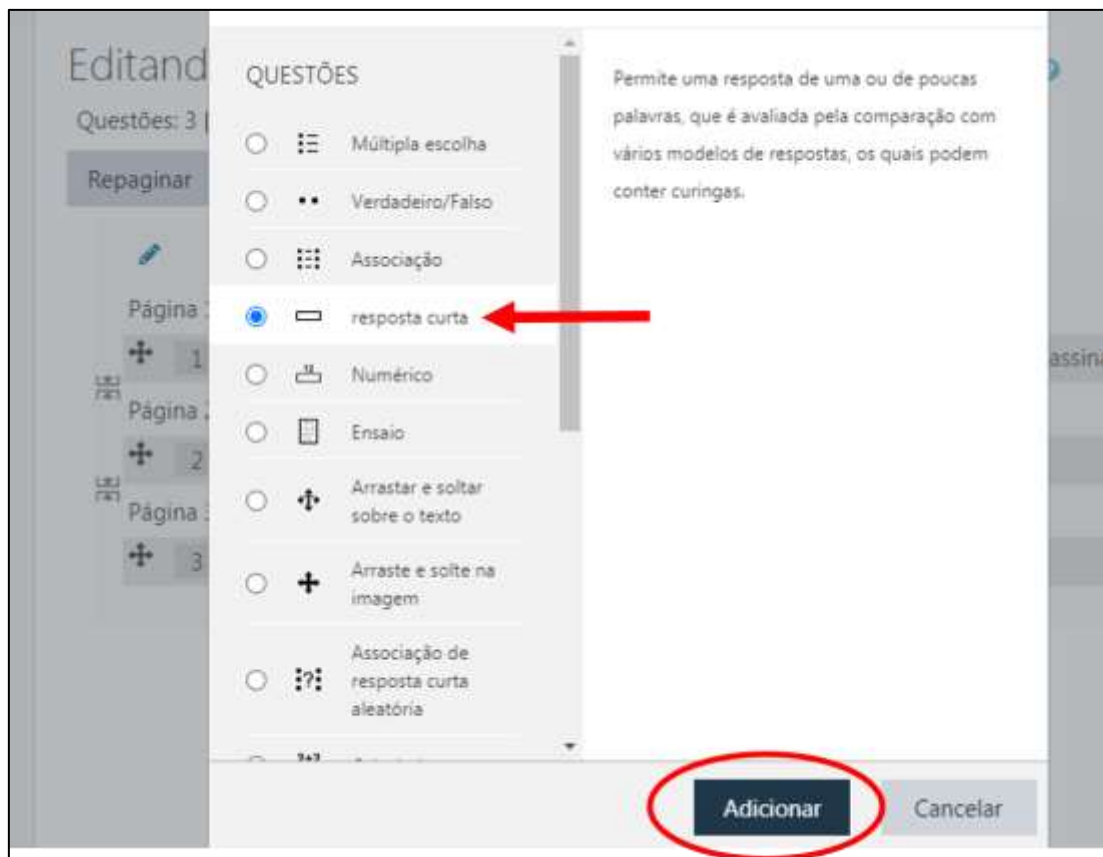 Editand
Questões: 3 |
Repaginar
Página
1
Página 2
2
Página 3
3
assina
QUESTÕES
Múltipla escolha
Verdadeiro/Falso
Associação
resposta curta
Numérico
Ensaio
Arrastar e soltar
sobre o texto
Arraste e solte na
imagem
Associação de
resposta curta
aleatória
Permite uma resposta de uma ou de poucas
palavras, que é avaliada pela comparação com
vários modelos de respostas, os quais podem
conter curingas.
Adicionar
Cancelar